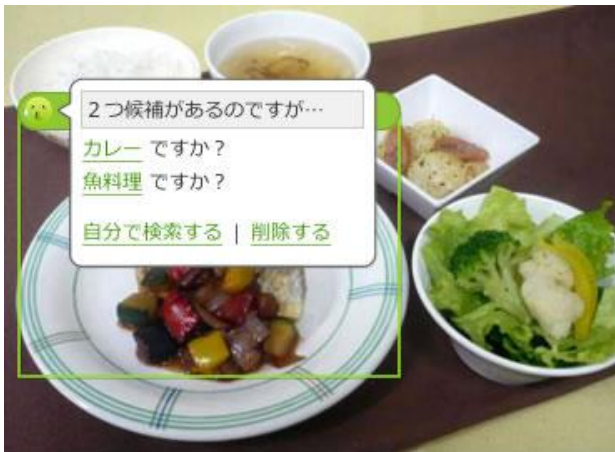 2つ候補があるのですが…
カレー ですか？
魚料理 ですか？
自分で検索する | 削除する